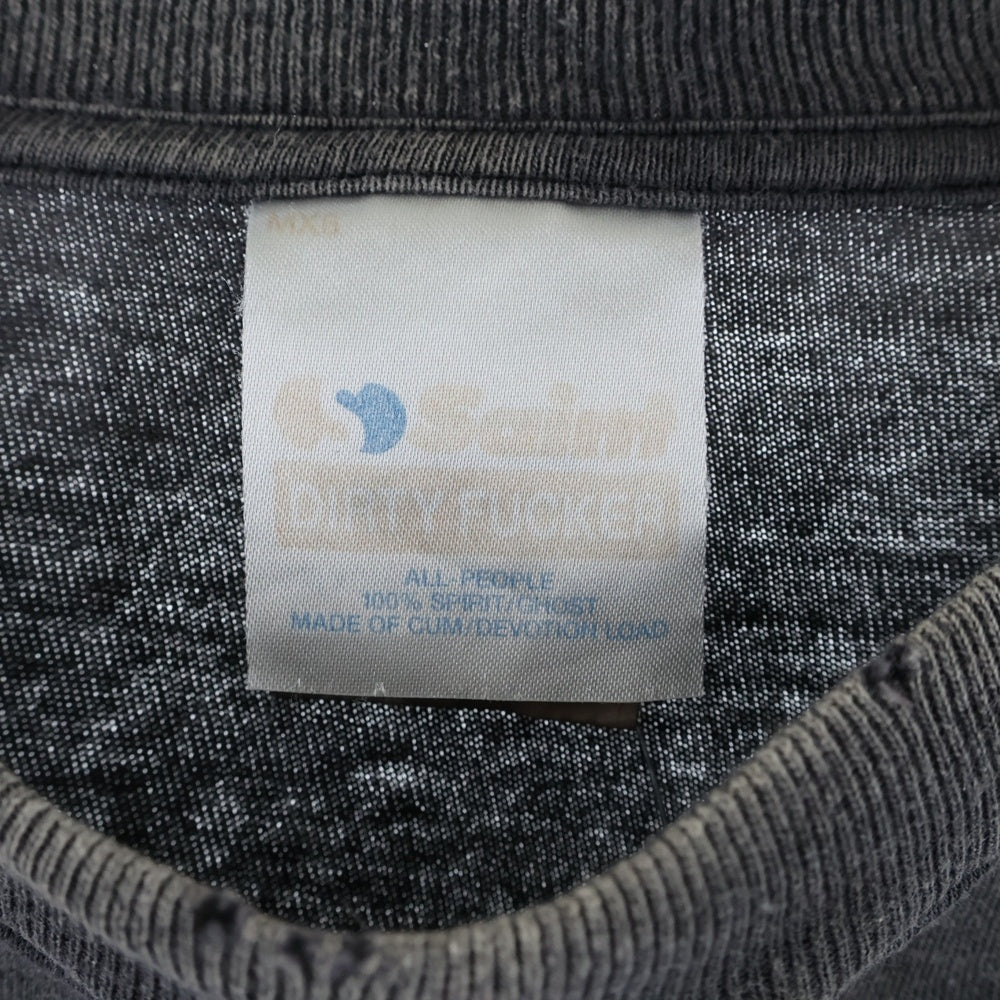 Saint
DIRTY FUCKER
ALL-PEOPLE
100% SPIRIT/GHOST
MADE OF CUM/DEVOTION LOAD